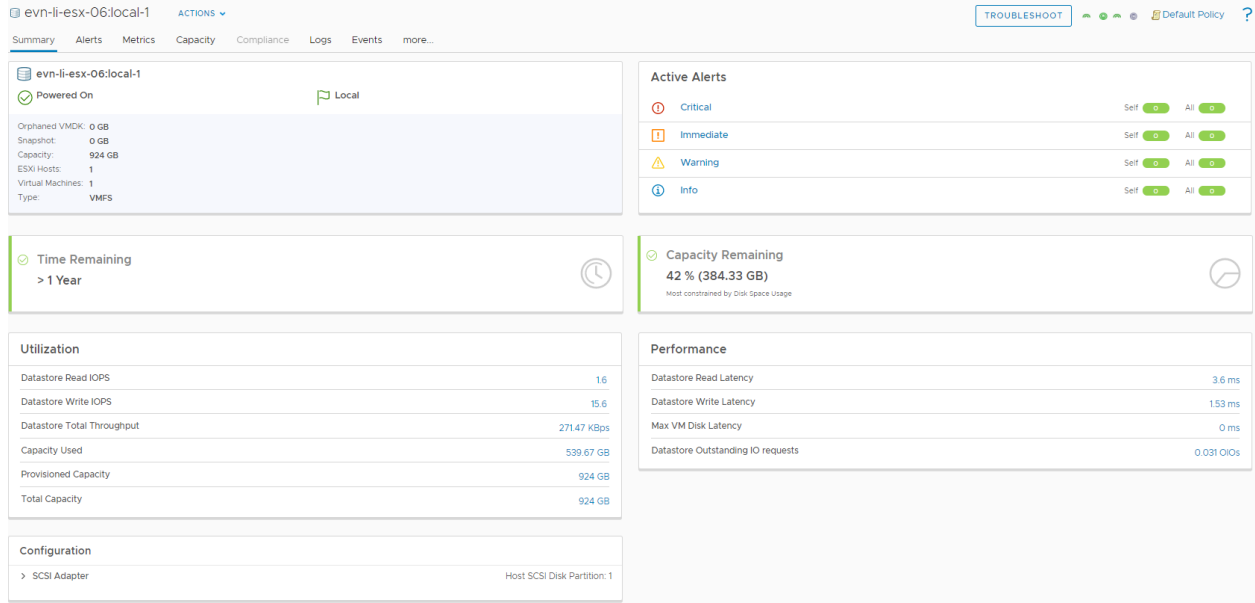 evn-li-esx-06:local-1 ACTIONS TROUBLESHOOT Default Policy ?
Summary Alerts Metrics Capacity Compliance Logs Events more...
evn-li-esx-06:local-1
Powered On Local
Orphaned VMDK: 0 GB
Snapshot: 0 GB
Capacity: 924 GB
ESXi Hosts: 1
Virtual Machines: 1
Type: VMFS
Active Alerts
Critical Self 0 All 0
Immediate Self 0 All 0
Warning Self 0 All 0
Info Self 0 All 0
Time Remaining
> 1 Year
Capacity Remaining
42 % (384.33 GB)
Most constrained by Disk Space Usage
Utilization
Datastore Read IOPS 1.6
Datastore Write IOPS 15.6
Datastore Total Throughput 271.47 KBps
Capacity Used 539.67 GB
Provisioned Capacity 924 GB
Total Capacity 924 GB
Performance
Datastore Read Latency 3.6 ms
Datastore Write Latency 1.53 ms
Max VM Disk Latency 0 ms
Datastore Outstanding IO requests 0.031 OIOs
Configuration
SCSI Adapter Host SCSI Disk Partition: 1